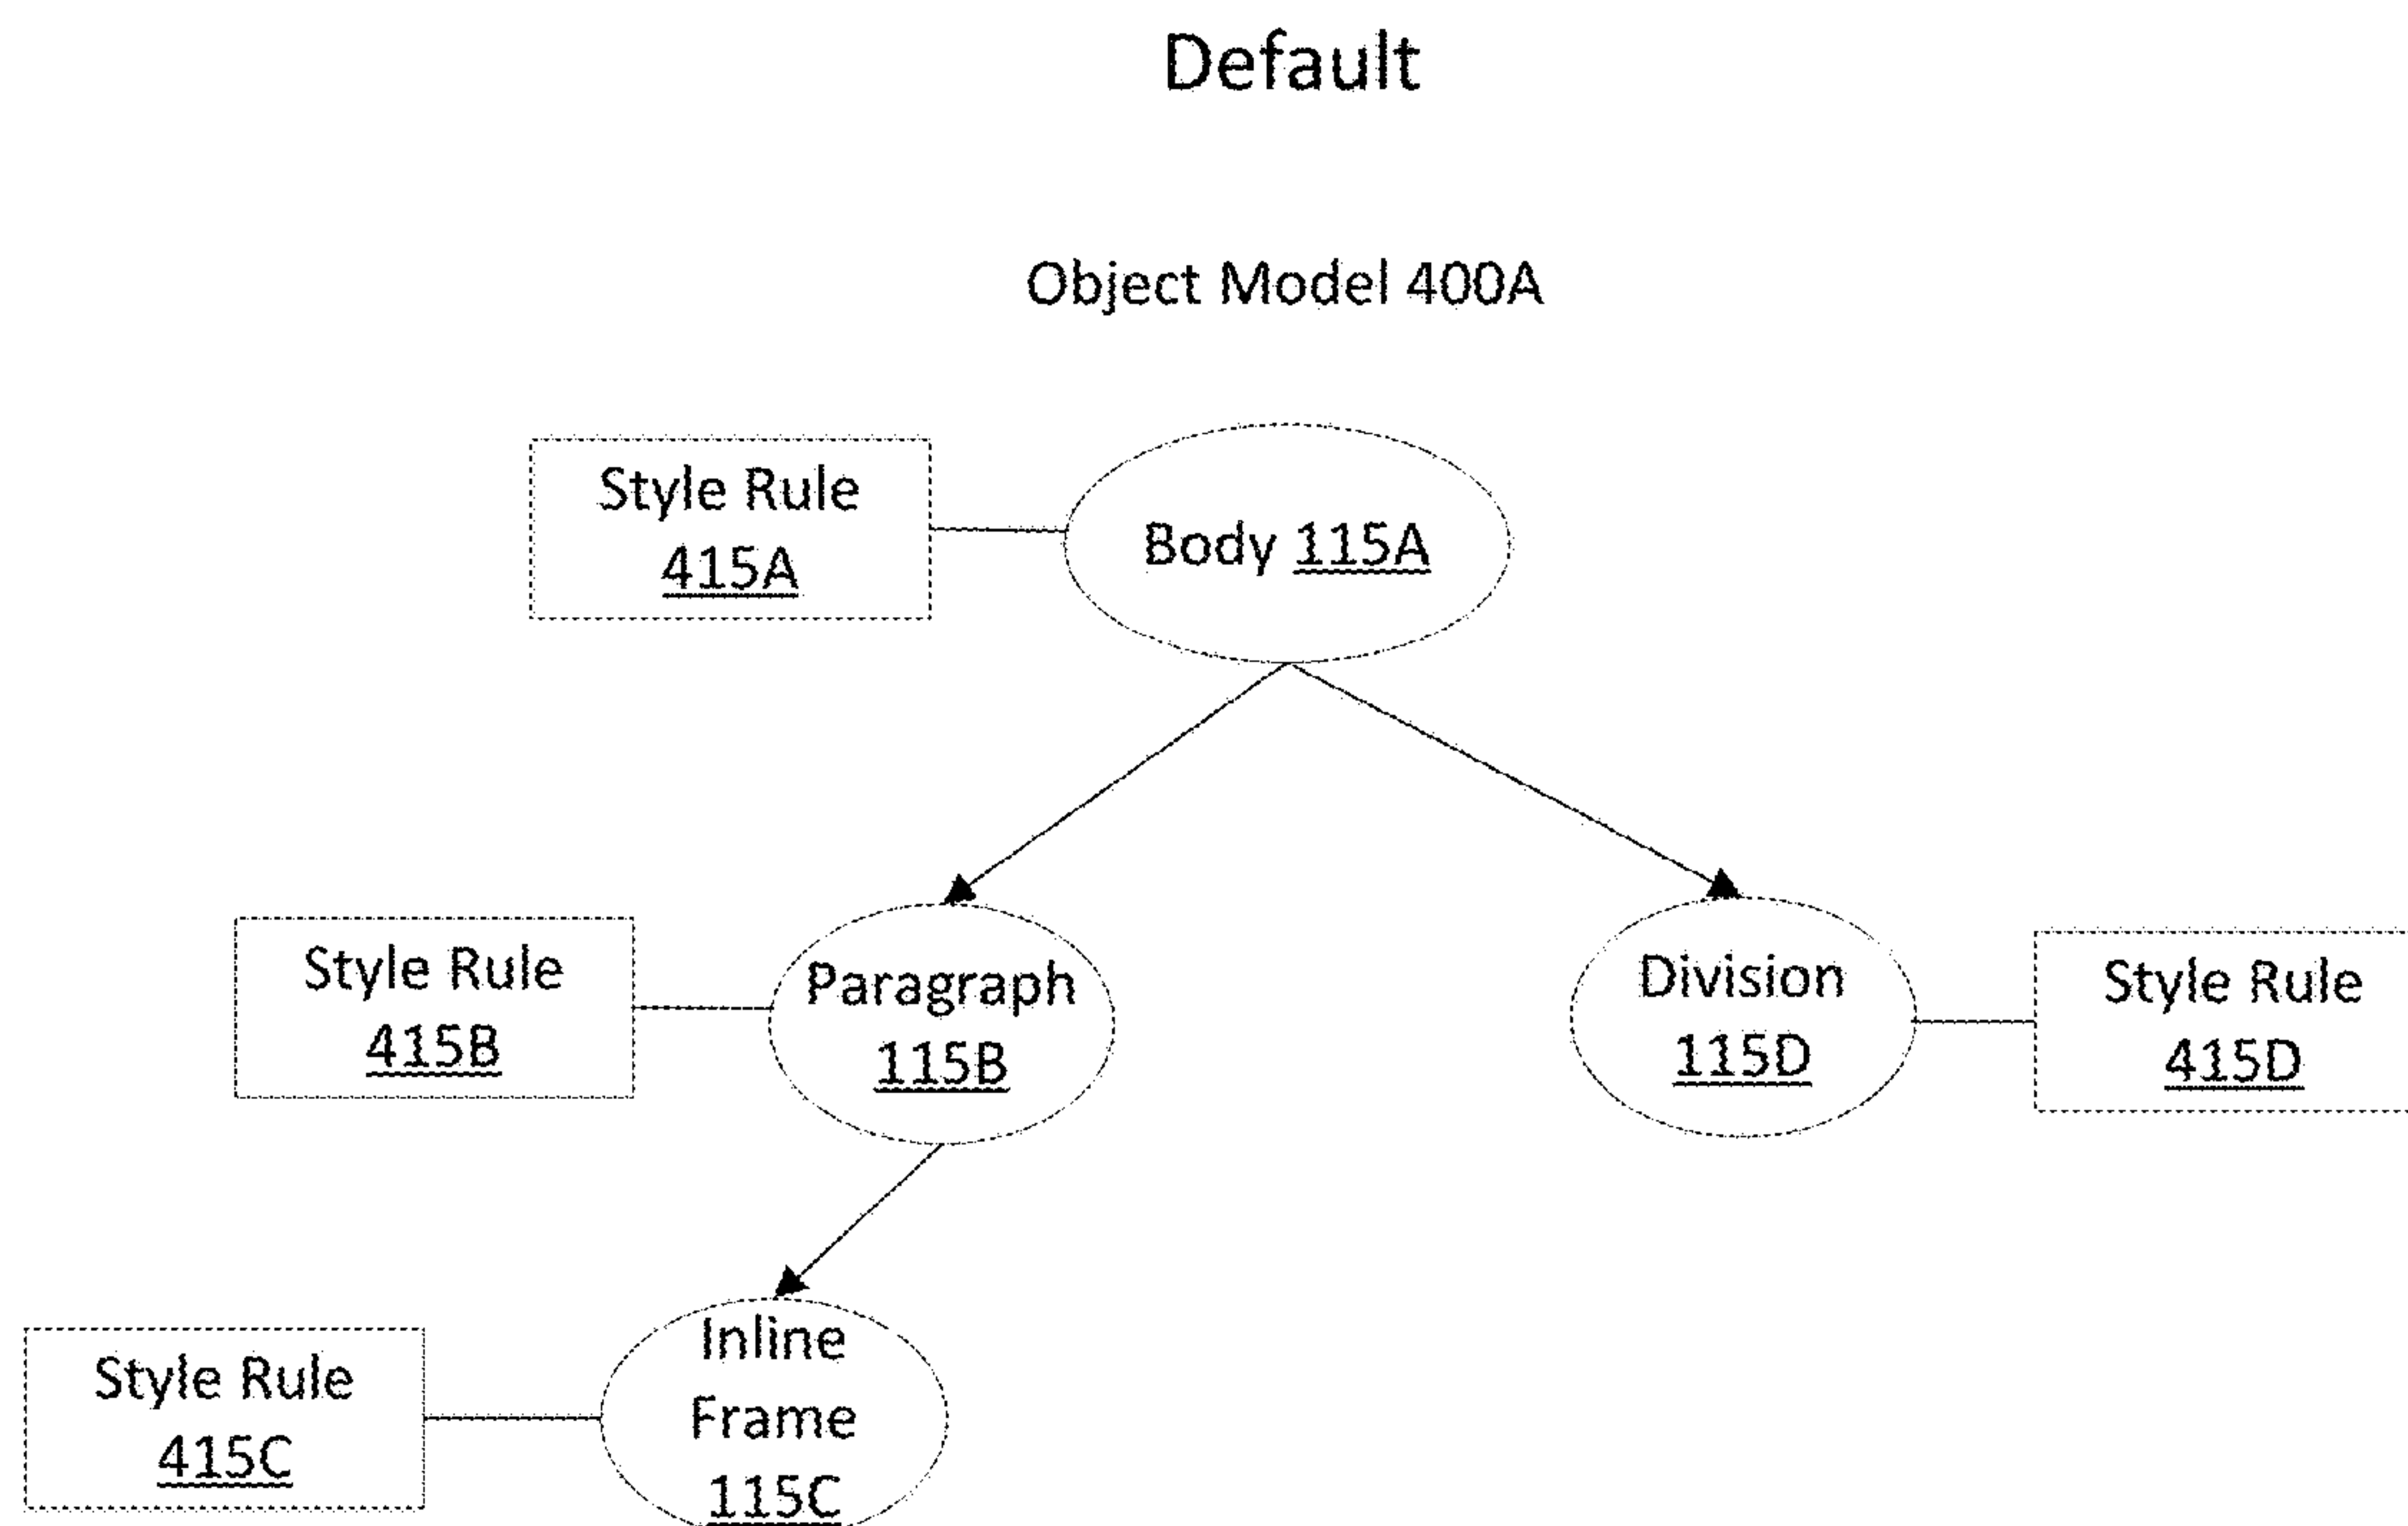 Default
Object Model 400A
Style Rule
415A
Body 115A
Style Rule
415B
Paragraph
115B
Division
115D
Style Rule
415D
Style Rule
415C
Inline
Frame
115C